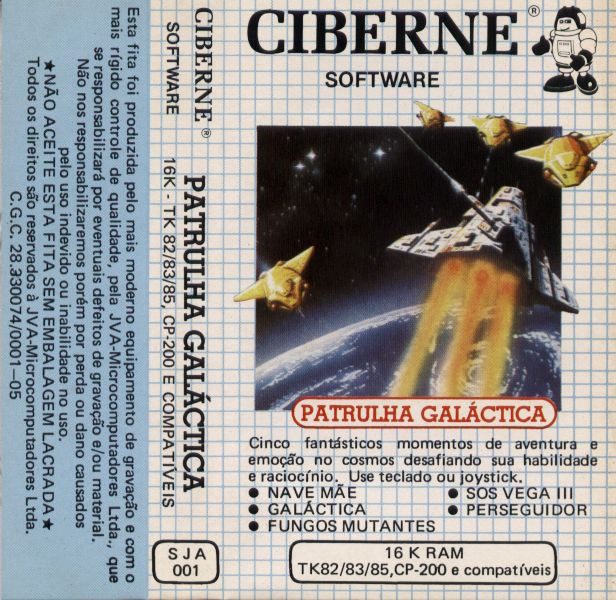 CIBERNE®
SOFTWARE
PATRULHA GALÁCTICA
Cinco fantásticos momentos de aventura e
emoção no cosmos desafiando sua habilidade
e raciocínio. Use teclado ou joystick.
● NAVE MÃE
● SOS VEGA III
● GALÁCTICA
● PERSEGUIDOR
● FUNGOS MUTANTES
16 K RAM
TK82/83/85,CP-200 e compatíveis
CIBERNE®
SOFTWARE
PATRULHA GALÁCTICA
16K - TK 82/83/85, CP-200 E COMPATÍVEIS
SJA
001
Esta fita foi produzida pelo mais moderno equipamento de gravação e com o
mais rígido controle de qualidade, pela JVA-Microcomputadores Ltda., que
se responsabilizará por eventuais defeitos de gravação e/ou material.
Não nos responsabilizaremos porém por perda ou dano causados
pelo uso indevido ou inabilidade no uso.
★NÃO ACEITE ESTA FITA SEM EMBALAGEM LACRADA★
Todos os direitos são reservados à JVA-Microcomputadores Ltda.
C.G.C. 28.330074/0001-05